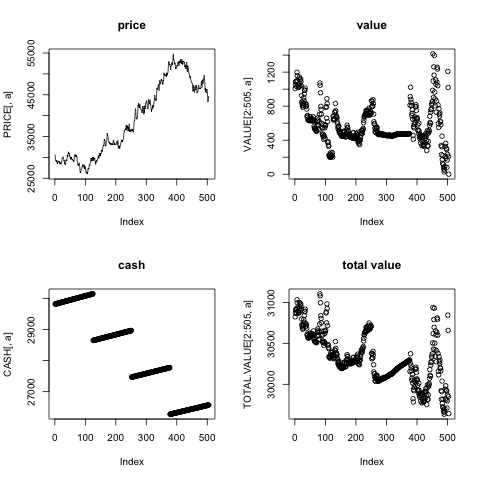 price
PRICE[, a]
25000 35000 45000 55000
0 100 200 300 400 500
Index
value
VALUE[2:505, a]
0 400 800 1200
0 100 200 300 400 500
Index
cash
CASH[, a]
27000 29000
0 100 200 300 400 500
Index
total value
TOTAL.VALUE[2:505, a]
30000 30500 31000
0 100 200 300 400 500
Index